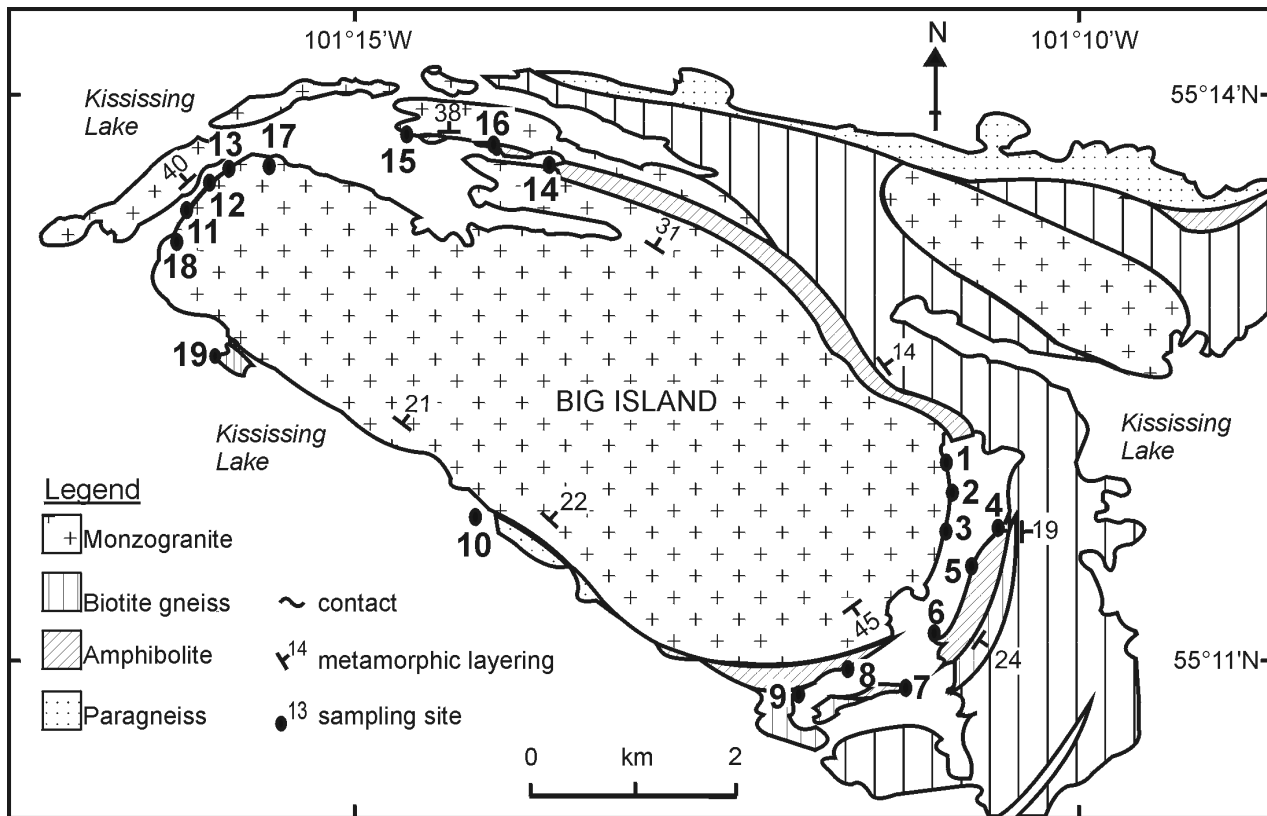 101°15'W
N
101°10'W
Kississing
Lake
55°14'N
38
13
17
15
16
40
14
12
11
18
31
19
14
21
BIG ISLAND
Kississing
Lake
Kississing
Lake
1
2
22
3
4
19
10
5
6
45
24
8
7
9
55°11'N
Legend
Monzogranite
Biotite gneiss
contact
Amphibolite
14 metamorphic layering
Paragneiss
13 sampling site
0 km 2